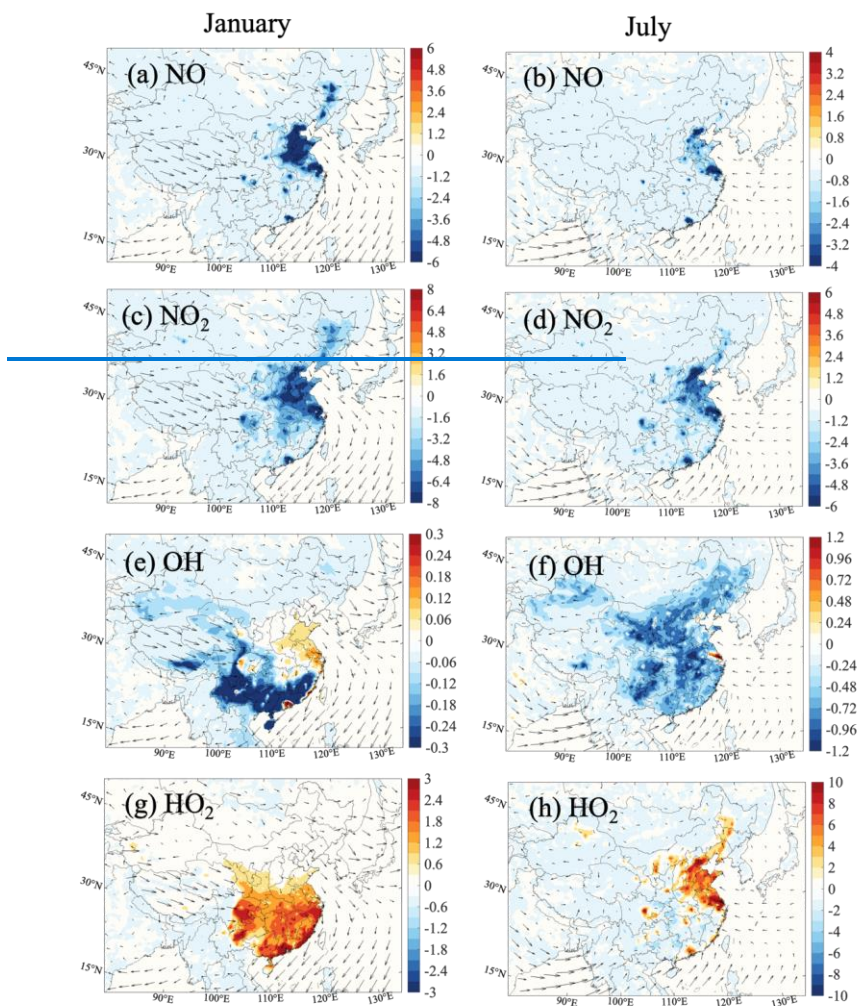 January
July
(a) NO
45°N
30°N
15°N
90°E 100°E 110°E 120°E 130°E
6
4.8
3.6
2.4
1.2
0
-1.2
-2.4
-3.6
-4.8
-6
(b) NO
45°N
30°N
15°N
90°E 100°E 110°E 120°E 130°E
4
3.2
2.4
1.6
0.8
0
-0.8
-1.6
-2.4
-3.2
-4
(c) NO₂
45°N
30°N
15°N
90°E 100°E 110°E 120°E 130°E
8
6.4
4.8
3.2
1.6
0
-1.6
-3.2
-4.8
-6.4
-8
(d) NO₂
45°N
30°N
15°N
90°E 100°E 110°E 120°E 130°E
6
4.8
3.6
2.4
1.2
0
-1.2
-2.4
-3.6
-4.8
-6
(e) OH
45°N
30°N
15°N
90°E 100°E 110°E 120°E 130°E
0.3
0.24
0.18
0.12
0.06
0
-0.06
-0.12
-0.18
-0.24
-0.3
(f) OH
45°N
30°N
15°N
90°E 100°E 110°E 120°E 130°E
1.2
0.96
0.72
0.48
0.24
0
-0.24
-0.48
-0.72
-0.96
-1.2
(g) HO₂
45°N
30°N
15°N
90°E 100°E 110°E 120°E 130°E
3
2.4
1.8
1.2
0.6
0
-0.6
-1.2
-1.8
-2.4
-3
(h) HO₂
45°N
30°N
15°N
90°E 100°E 110°E 120°E 130°E
10
8
6
4
2
0
-2
-4
-6
-8
-10